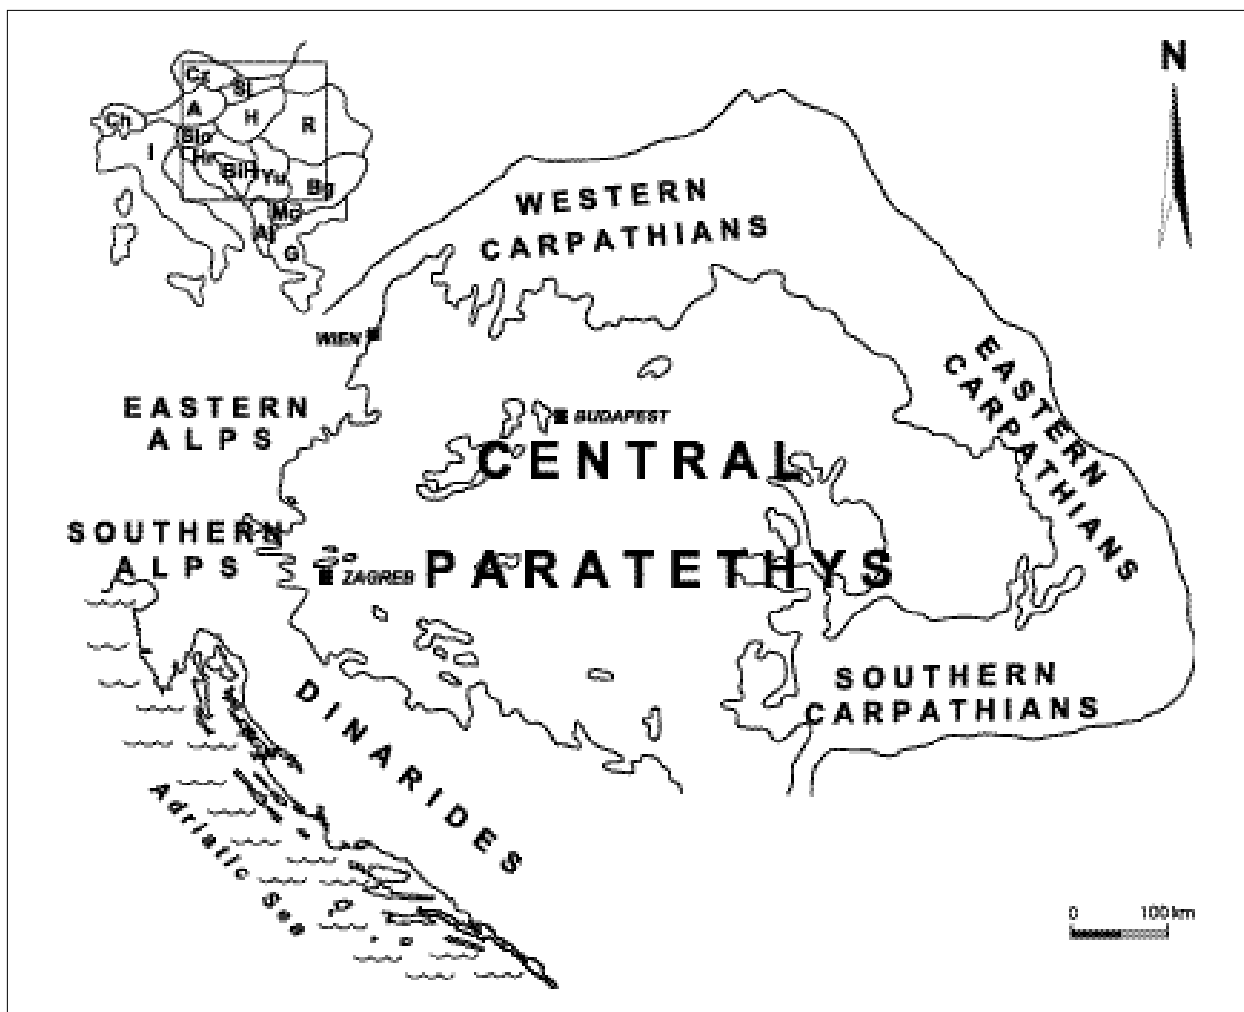 N
Cz
Sl
A
H
R
Ch
Slo
I
Hr
BiH
Yu
Bg
Mc
Al
G
WESTERN
CARPATHIANS
WIEN
EASTERN
CARPATHIANS
EASTERN
ALPS
BUDAPEST
CENTRAL
SOUTHERN
ALPS
ZAGREB
PARATETHYS
SOUTHERN
CARPATHIANS
DINARIDES
Adriatic Sea
0 100 km